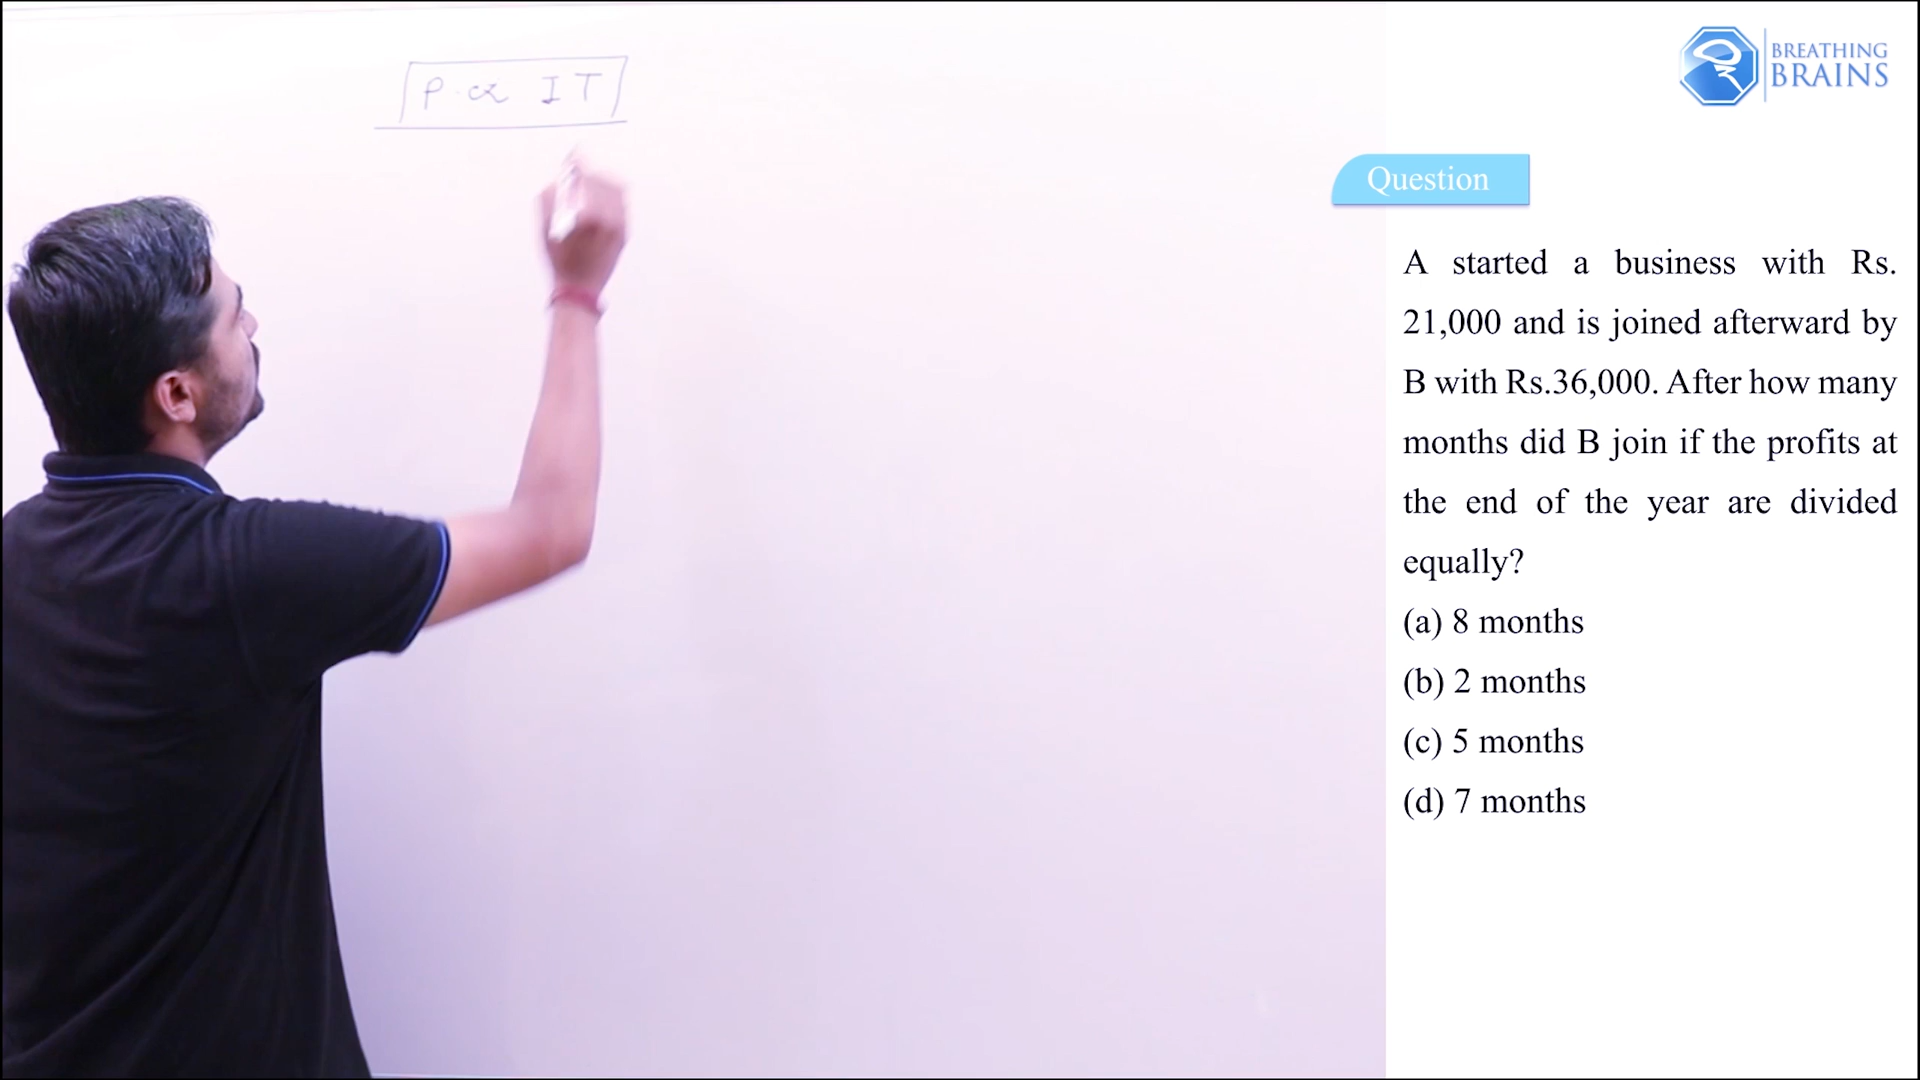 P ∝ IT
BREATHING
BRAINS
Question
A started a business with Rs.
21,000 and is joined afterward by
B with Rs.36,000. After how many
months did B join if the profits at
the end of the year are divided
equally?
(a) 8 months
(b) 2 months
(c) 5 months
(d) 7 months